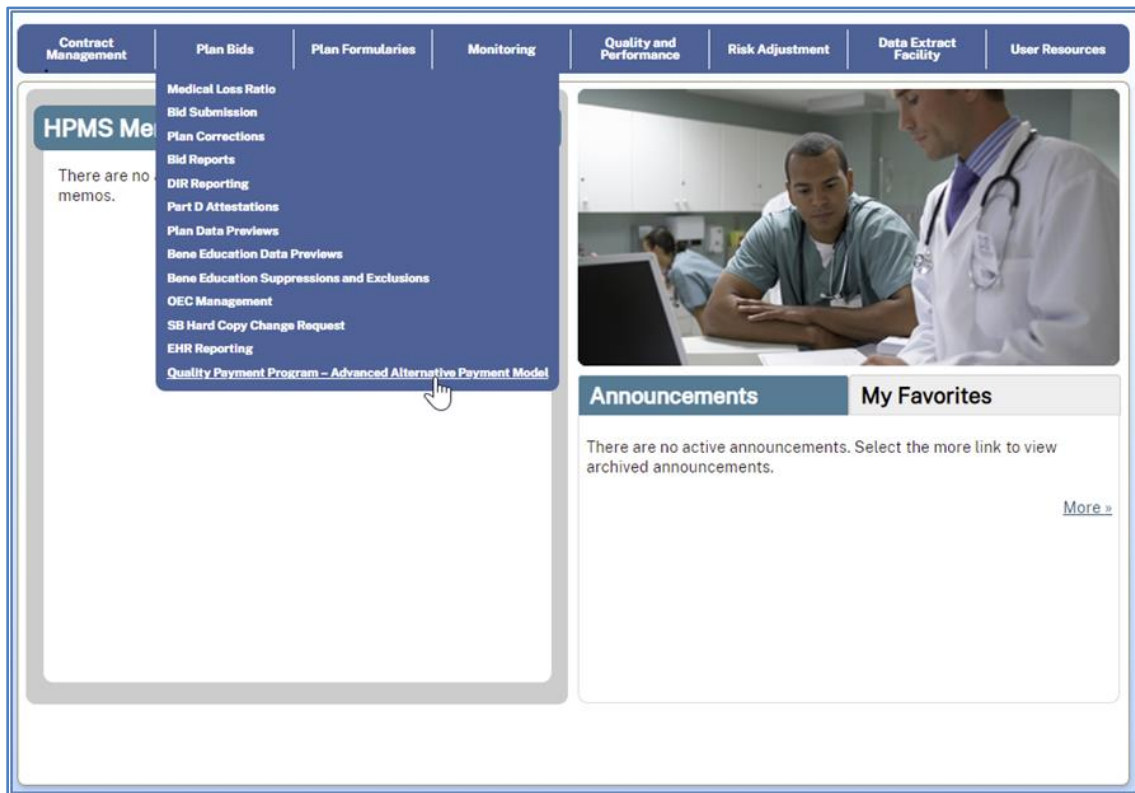 Contract
Management
Plan Bids
Plan Formularies
Monitoring
Quality and
Performance
Risk Adjustment
Data Extract
Facility
User Resources
Medical Loss Ratio
Bid Submission
Plan Corrections
Bid Reports
DIR Reporting
Part D Attestations
Plan Data Previews
Bene Education Data Previews
Bene Education Suppressions and Exclusions
OEC Management
SB Hard Copy Change Request
EHR Reporting
Quality Payment Program – Advanced Alternative Payment Model
HPMS Me
There are no
memos.
Announcements
My Favorites
There are no active announcements. Select the more link to view
archived announcements.
More »